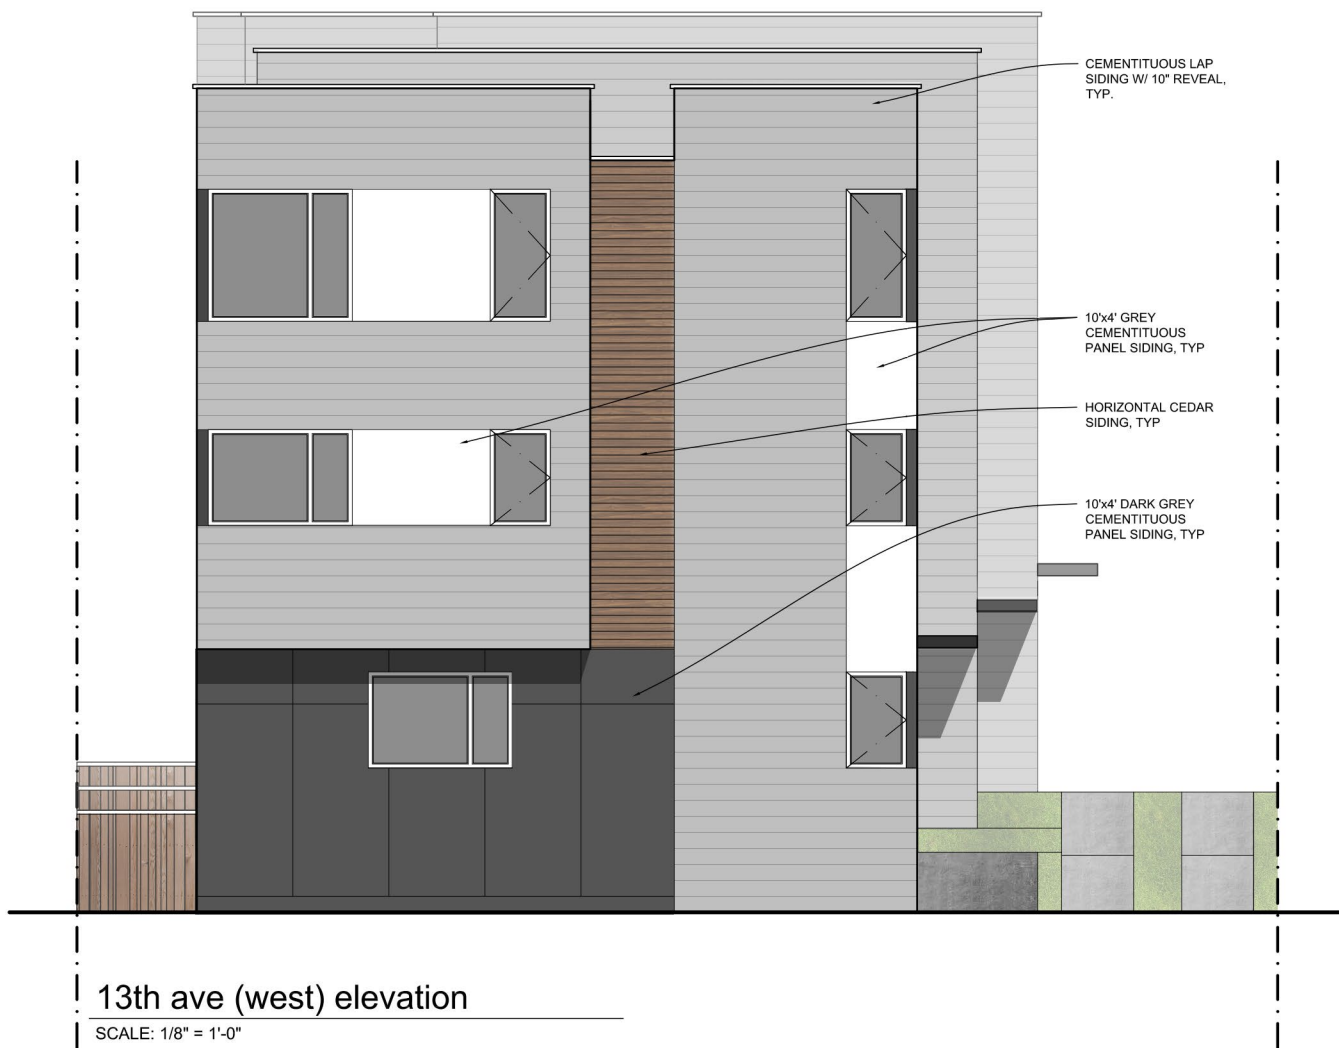 CEMENTITUOUS LAP
SIDING W/ 10" REVEAL,
TYP.
10'x4' GREY
CEMENTITUOUS
PANEL SIDING, TYP
HORIZONTAL CEDAR
SIDING, TYP
10'x4' DARK GREY
CEMENTITUOUS
PANEL SIDING, TYP
13th ave (west) elevation
SCALE: 1/8" = 1'-0"